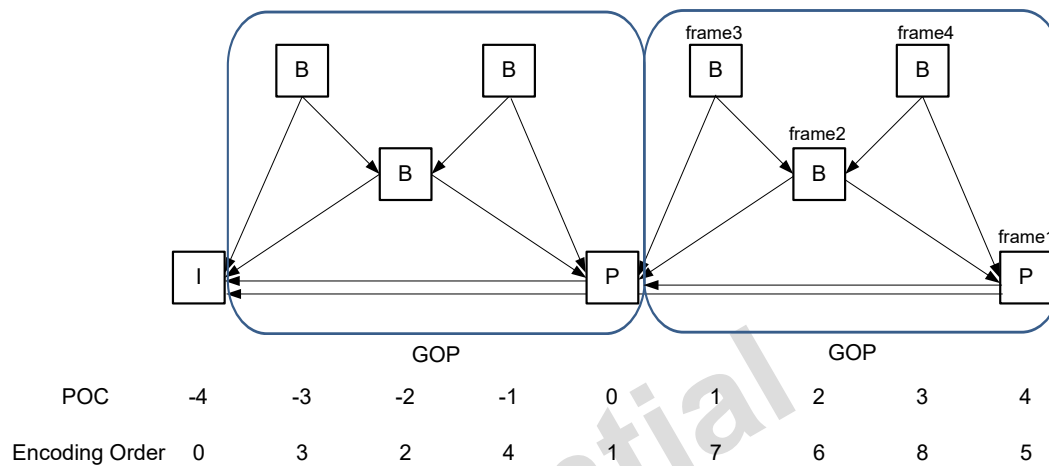 frame3 frame4
B B B B
frame2
B B
frame1
I P P
GOP GOP
POC -4 -3 -2 -1 0 1 2 3 4
Encoding Order 0 3 2 4 1 7 6 8 5